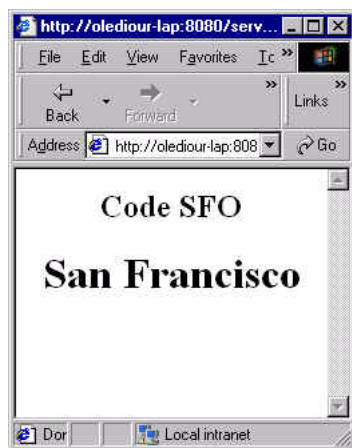 http://olediour-lap:8080/serv...
File Edit View Favorites Tc »
Back Forward » Links »
Address http://olediour-lap:808 Go
Code SFO
San Francisco
Dor Local intranet